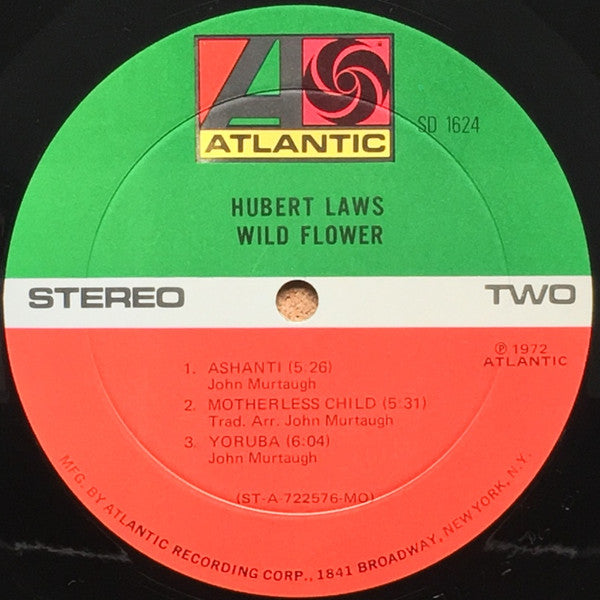 ATLANTIC
SD 1624
HUBERT LAWS
WILD FLOWER
STEREO
TWO
℗ 1972
ATLANTIC
1. ASHANTI (5:26)
John Murtaugh
2. MOTHERLESS CHILD (5:31)
Trad. Arr. John Murtaugh
3. YORUBA (6:04)
John Murtaugh
(ST-A-722576-MO)
MFG. BY ATLANTIC RECORDING CORP., 1841 BROADWAY, NEW YORK, N.Y.